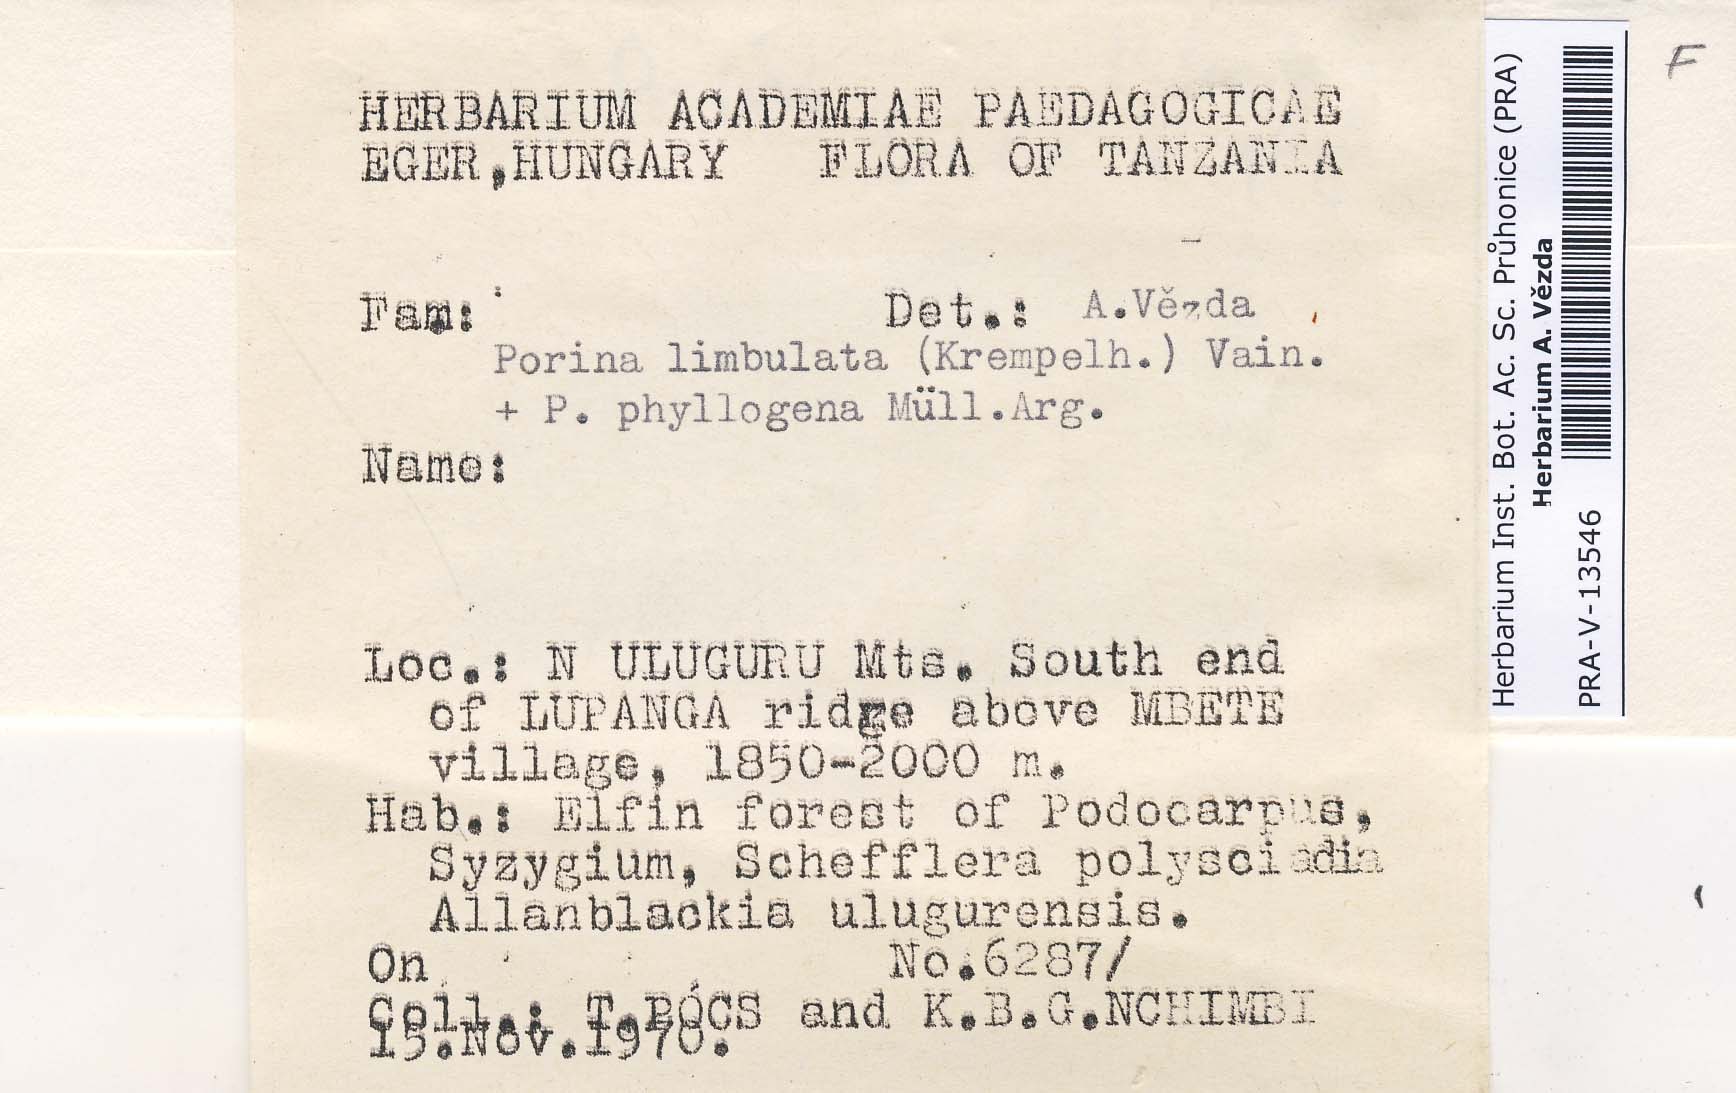 HERBARIUM ACADEMIAE PAEDAGOGICAE
EGER,HUNGARY FLORA OF TANZANIA
Fam: Det.: A.Vězda
Porina limbulata (Krempelh.) Vain.
+ P. phyllogena Müll.Arg.
Name:
Loc.: N ULUGURU Mts. South end
of LUPANGA ridge above MBETE
village, 1850-2000 m.
Hab.: Elfin forest of Podocarpus,
Syzygium, Schefflera polysciadia
Allanblackia ulugurensis.
On No.6287/
Coll.: T.PÓCS and K.B.G.NCHIMBI
15.Nov.1970.
Herbarium Inst. Bot. Ac. Sc. Průhonice (PRA)
Herbarium A. Vězda
PRA-V-13546
F